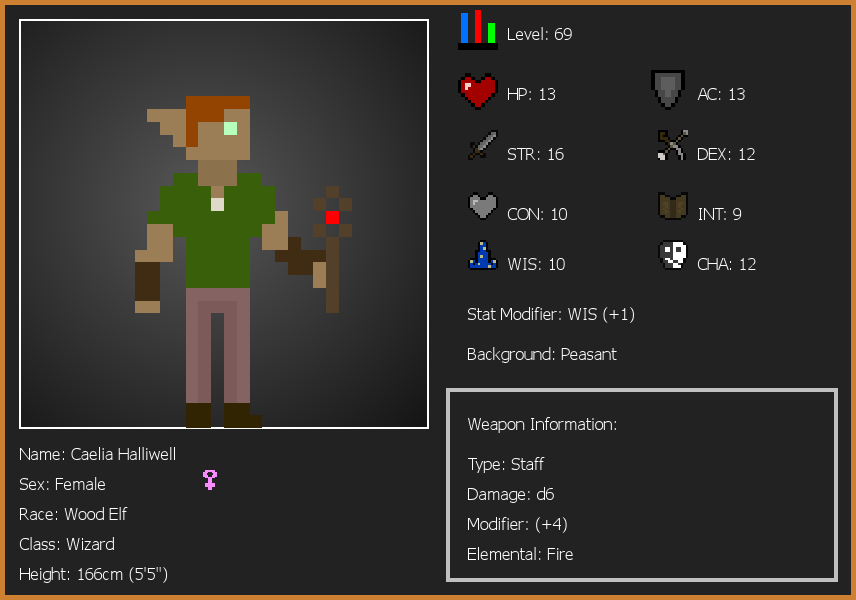 Level: 69
HP: 13
AC: 13
STR: 16
DEX: 12
CON: 10
INT: 9
WIS: 10
CHA: 12
Stat Modifier: WIS (+1)
Background: Peasant
Weapon Information:
Type: Staff
Damage: d6
Modifier: (+4)
Elemental: Fire
Name: Caelia Halliwell
Sex: Female
Race: Wood Elf
Class: Wizard
Height: 166cm (5'5")